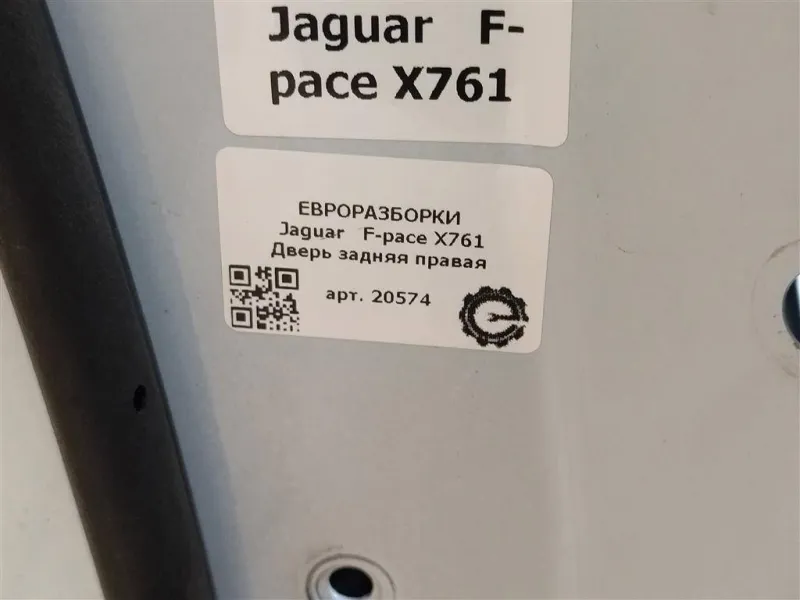 Jaguar F-
pace X761
ЕВРОРАЗБОРКИ
Jaguar F-pace X761
Дверь задняя правая
арт. 20574